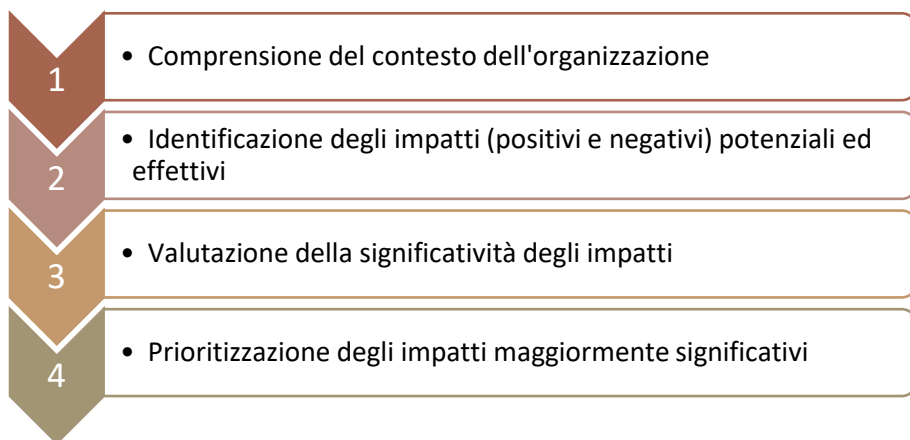 1
• Comprensione del contesto dell'organizzazione
2
• Identificazione degli impatti (positivi e negativi) potenziali ed
effettivi
3
• Valutazione della significatività degli impatti
4
• Prioritizzazione degli impatti maggiormente significativi